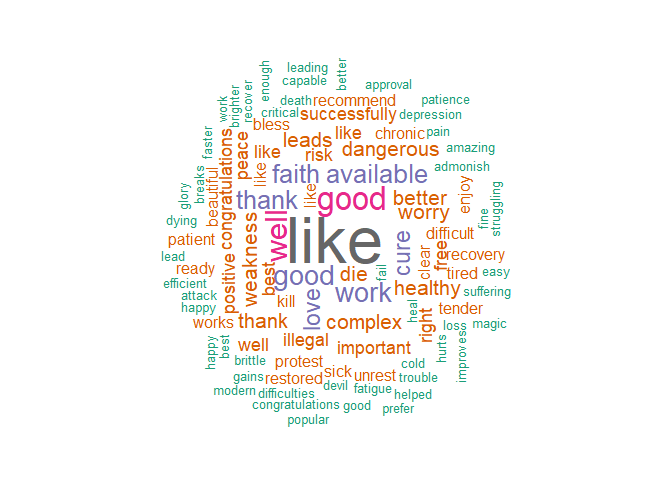 leading
capable
better
enough
approval
work
brighter
recover
death
recommend
patience
critical
successfully
depression
bless
leads
like
chronic
pain
faster
congratulations
peace
like
risk
dangerous
amazing
beautiful
like
faith
available
admonish
glory
breaks
thank
like
good
better
enjoy
worry
fine
struggling
dying
patient
weakness
well
like
cure
difficult
lead
ready
positive
best
good
die
fail
clear
free
recovery
tired
easy
efficient
attack
kill
work
healthy
suffering
happy
love
heal
tender
works
thank
complex
right
loss
magic
happy
best
well
illegal
important
hurts
improves
brittle
protest
cold
gains
restored
sick
unrest
trouble
modern
difficulties
devil
fatigue
helped
congratulations
good
prefer
popular